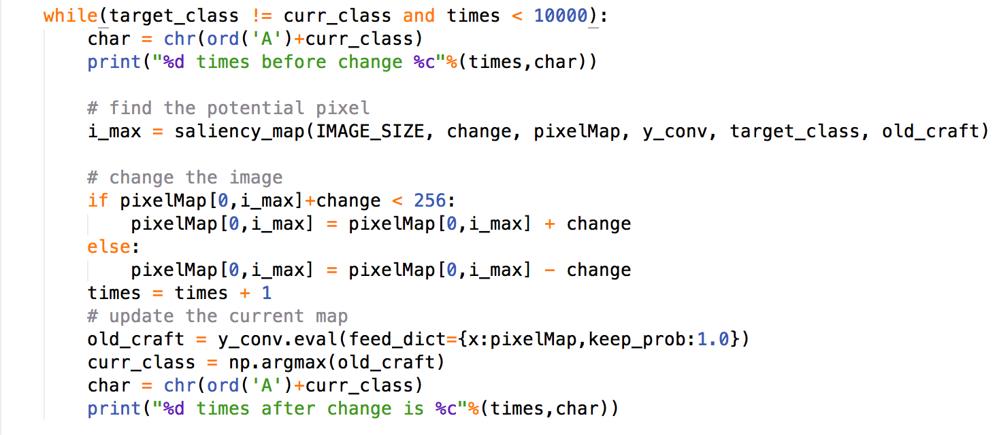 while(target_class != curr_class and times < 10000):
    char = chr(ord('A')+curr_class)
    print("%d times before change %c"%(times,char))

    # find the potential pixel
    i_max = saliency_map(IMAGE_SIZE, change, pixelMap, y_conv, target_class, old_craft)

    # change the image
    if pixelMap[0,i_max]+change < 256:
        pixelMap[0,i_max] = pixelMap[0,i_max] + change
    else:
        pixelMap[0,i_max] = pixelMap[0,i_max] - change
    times = times + 1
    # update the current map
    old_craft = y_conv.eval(feed_dict={x:pixelMap,keep_prob:1.0})
    curr_class = np.argmax(old_craft)
    char = chr(ord('A')+curr_class)
    print("%d times after change is %c"%(times,char))